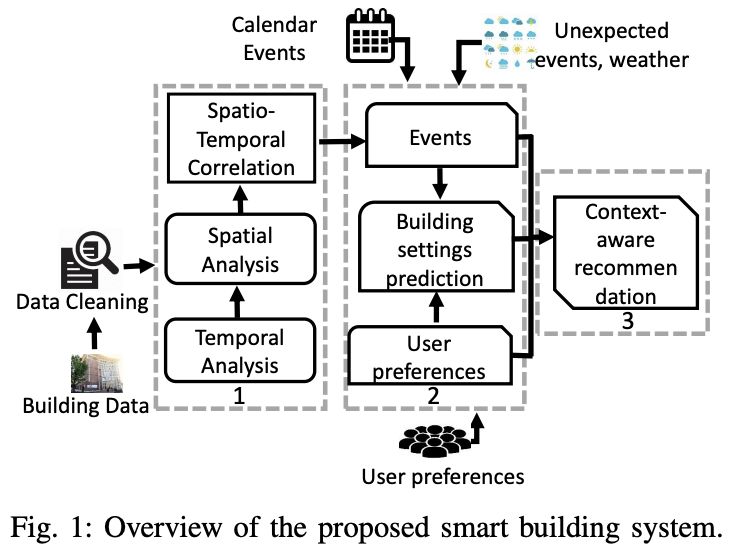 Calendar
Events
Unexpected
events, weather
Spatio-
Temporal
Correlation
Spatial
Analysis
Temporal
Analysis
1
Data Cleaning
Building Data
Events
Building
settings
prediction
User
preferences
2
User preferences
Context-
aware
recommen
dation
3
Fig. 1: Overview of the proposed smart building system.